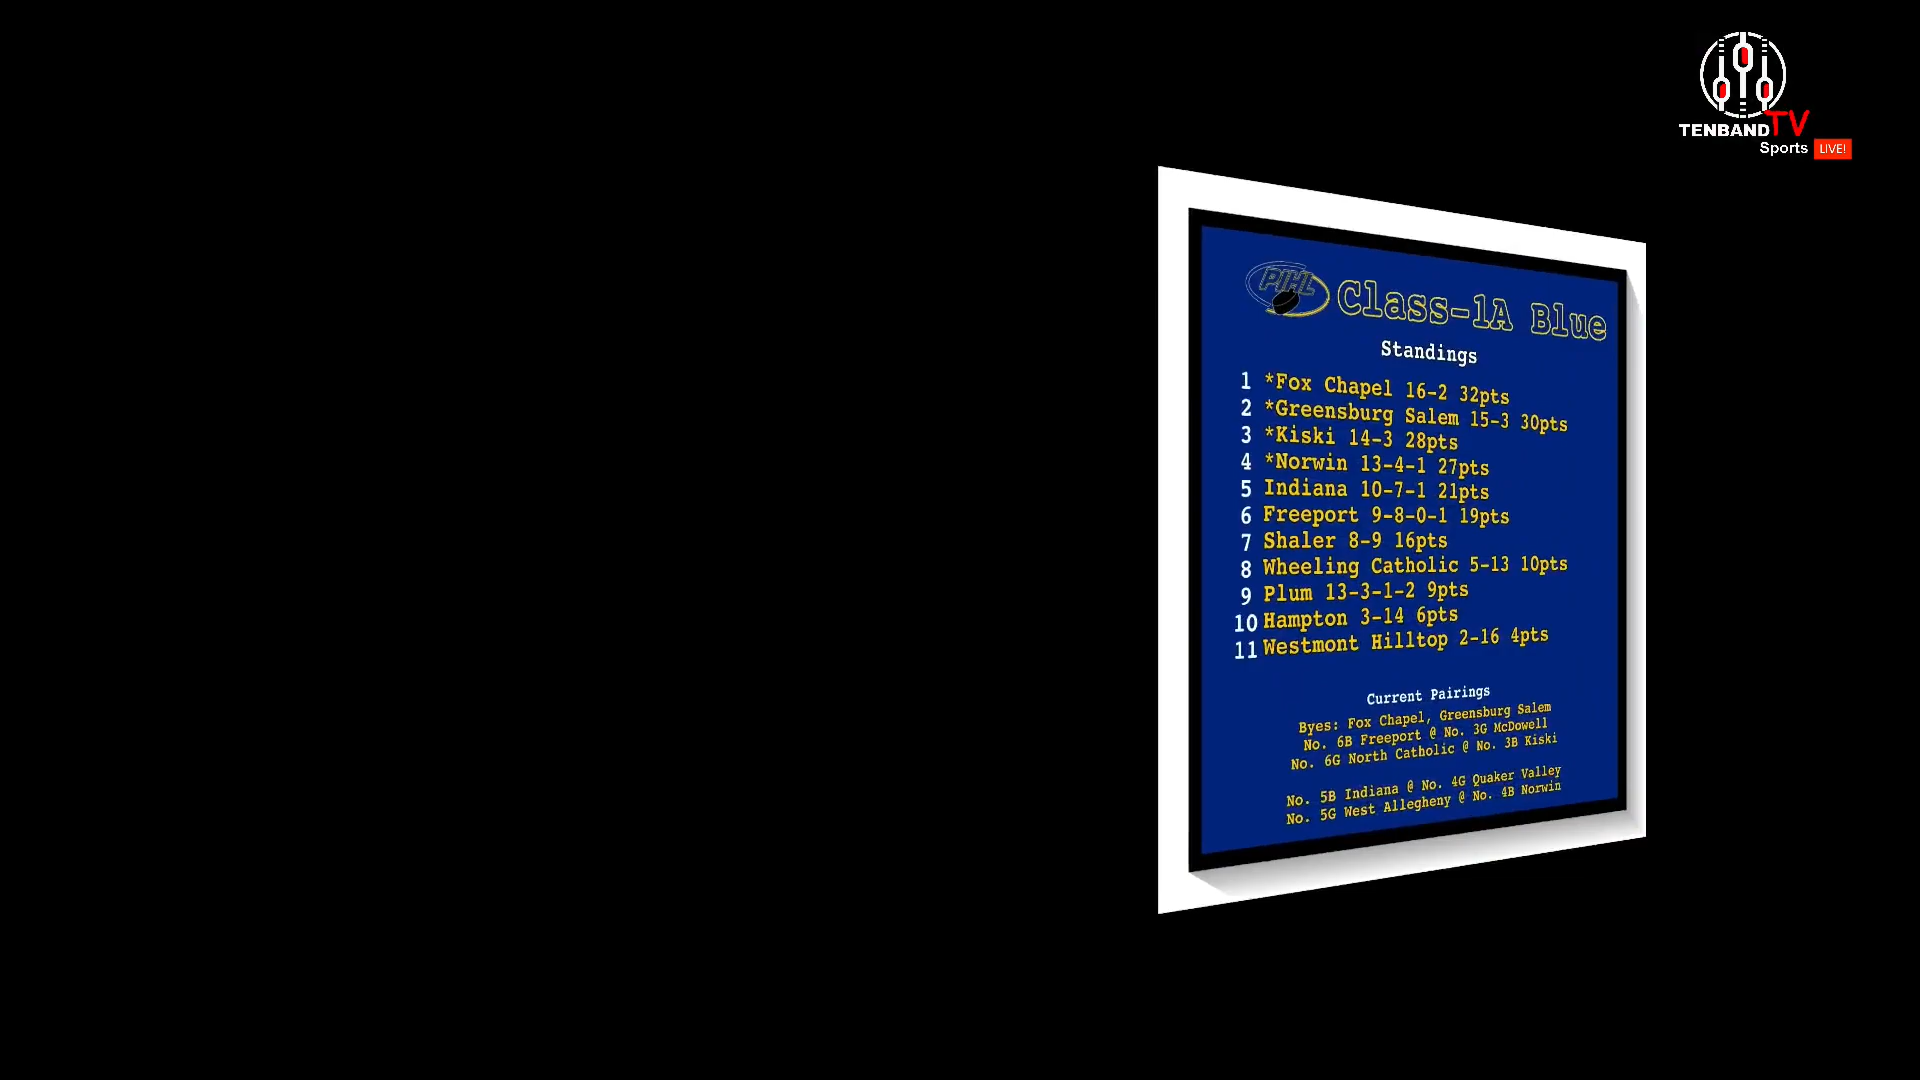 TENBANDTV
Sports LIVE!
PIHL Class-1A Blue
Standings
1 *Fox Chapel 16-2 32pts
2 *Greensburg Salem 15-3 30pts
3 *Kiski 14-3 28pts
4 *Norwin 13-4-1 27pts
5 Indiana 10-7-1 21pts
6 Freeport 9-8-0-1 19pts
7 Shaler 8-9 16pts
8 Wheeling Catholic 5-13 10pts
9 Plum 13-3-1-2 9pts
10 Hampton 3-14 6pts
11 Westmont Hilltop 2-16 4pts
Current Pairings
Byes: Fox Chapel, Greensburg Salem
No. 6B Freeport @ No. 3G McDowell
No. 6G North Catholic @ No. 3B Kiski
No. 5B Indiana @ No. 4G Quaker Valley
No. 5G West Allegheny @ No. 4B Norwin